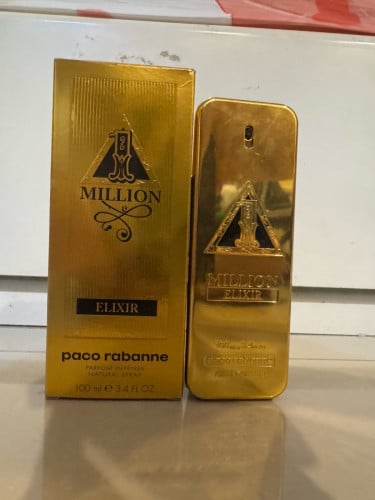 1
MILLION
ELIXIR
paco rabanne
PARFUM INTENSE
NATURAL SPRAY
100 ml e 3.4 FL.OZ
1
MILLION
ELIXIR